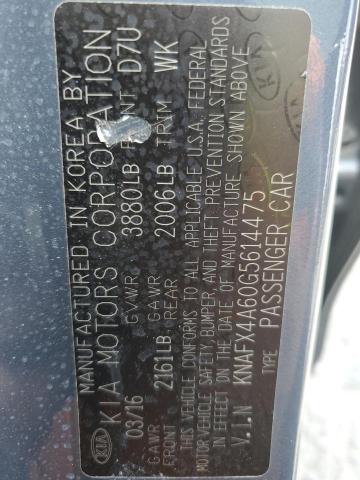 MANUFACTURED IN KOREA BY
KIA KIA MOTORS CORPORATION
03/16 GVWR 3880LB PAINT D7U
GAWR FRONT 2161LB GAWR REAR 2006LB TRIM WK
THIS VEHICLE CONFORMS TO ALL APPLICABLE U.S.A. FEDERAL
MOTOR VEHICLE SAFETY, BUMPER AND THEFT PREVENTION STANDARDS
IN EFFECT ON THE DATE OF MANUFACTURE, SHOWN ABOVE
V.I.N KNAFX4A60G5614475
TYPE PASSENGER CAR